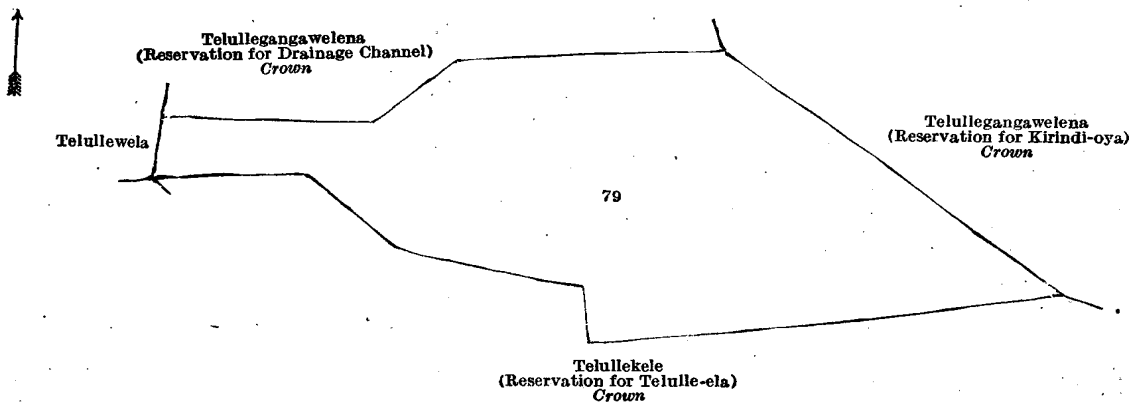 Telullegangawelena
(Reservation for Drainage Channel)
Crown
Telullewela
Telullegangawelena
(Reservation for Kirindi-oya)
Crown
79
Telullekele
(Reservation for Telulle-ela)
Crown